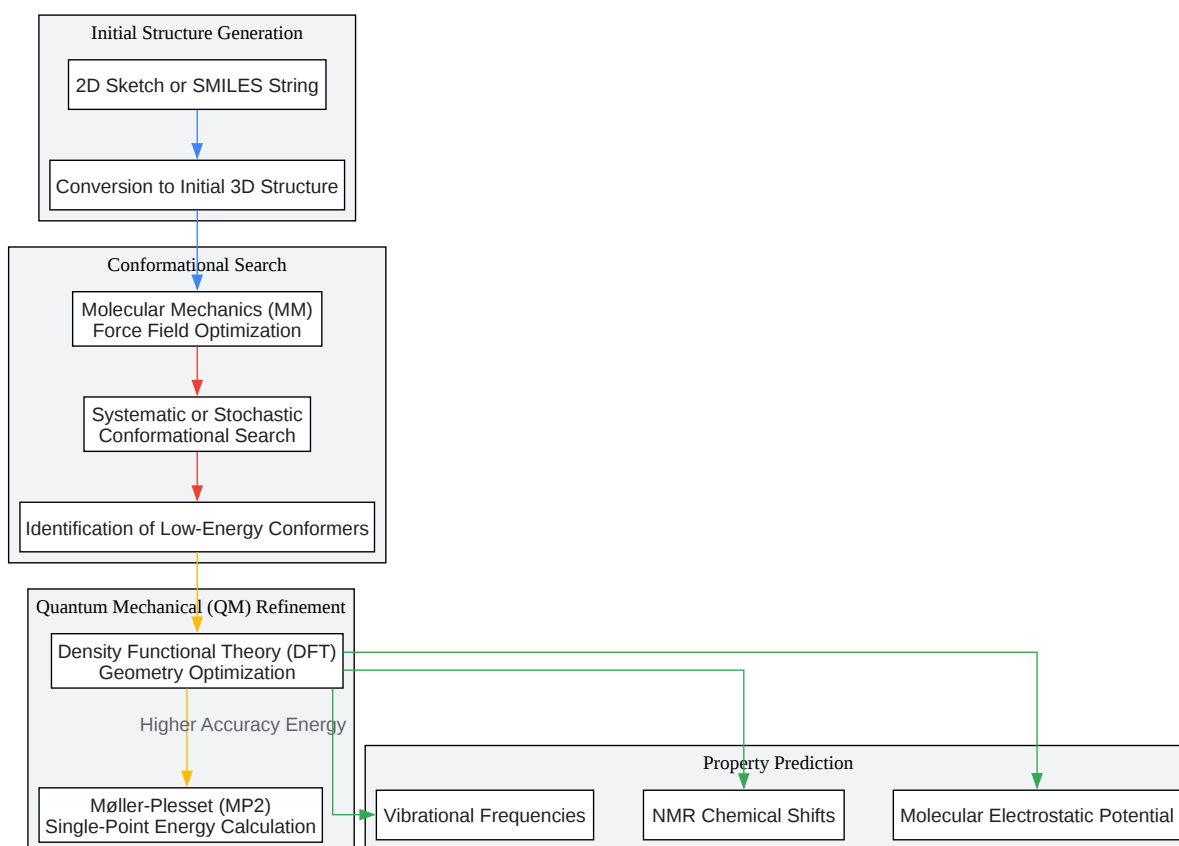 Initial Structure Generation
2D Sketch or SMILES String
Conversion to Initial 3D Structure
Conformational Search
Molecular Mechanics (MM)
Force Field Optimization
Systematic or Stochastic
Conformational Search
Identification of Low-Energy Conformers
Quantum Mechanical (QM) Refinement
Density Functional Theory (DFT)
Geometry Optimization
Higher Accuracy Energy
Møller-Plesset (MP2)
Single-Point Energy Calculation
Property Prediction
Vibrational Frequencies
NMR Chemical Shifts
Molecular Electrostatic Potential